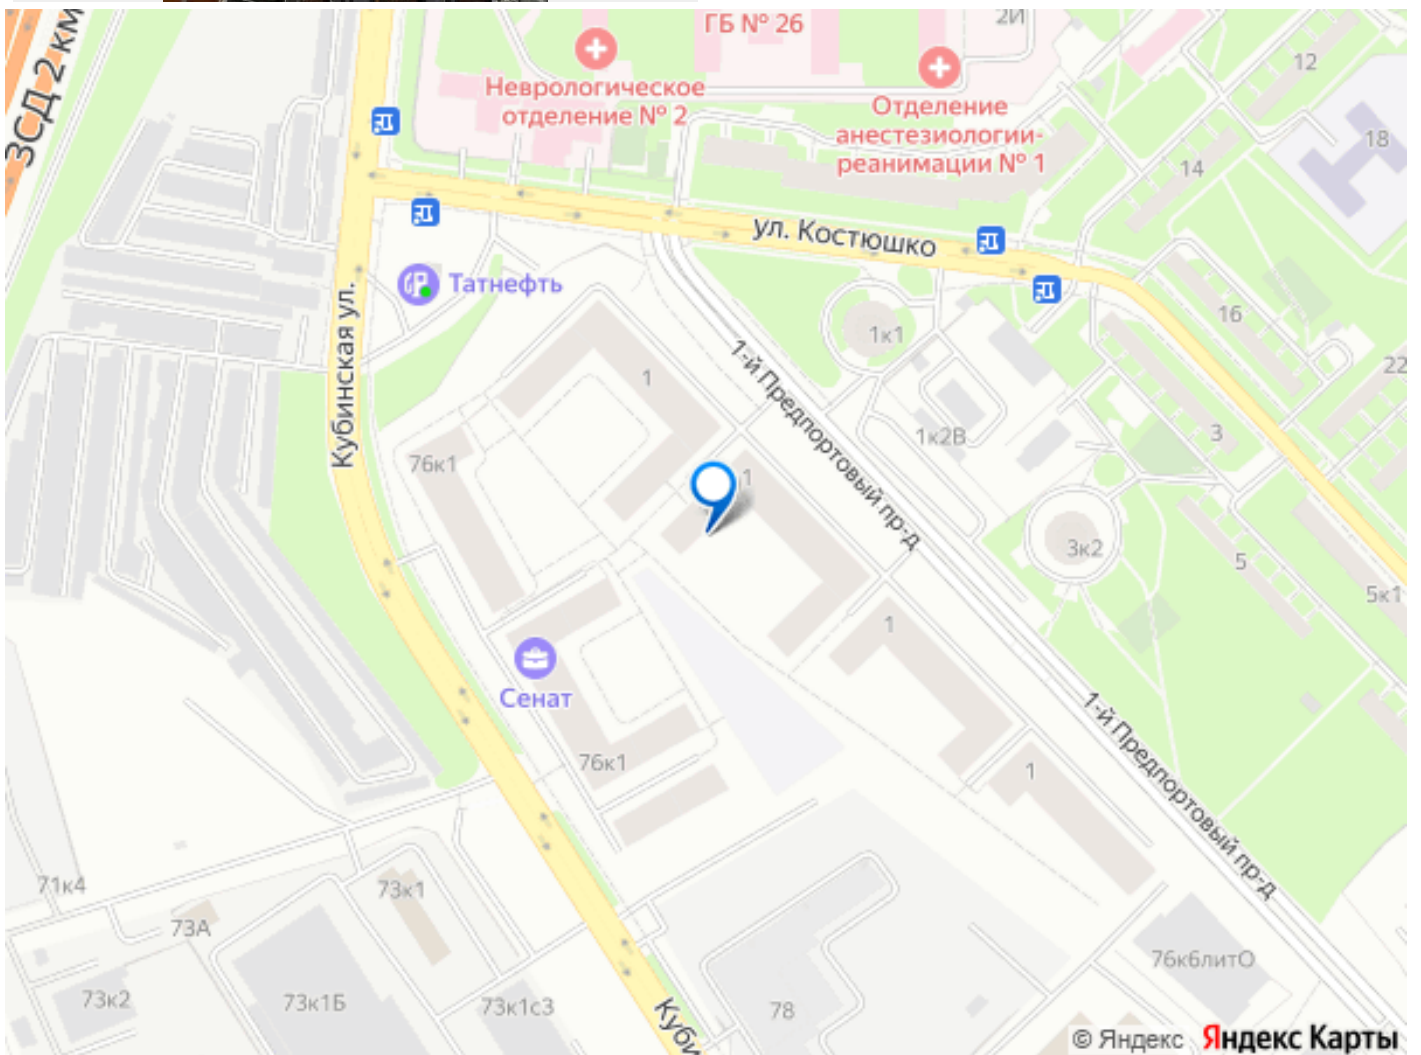 ГБ № 26
2И
12
ЗСД 2 км
Неврологическое
отделение № 2
Отделение
анестезиологии-
реанимации № 1
18
14
ул. Костюшко
Татнефть
Кубинская ул.
16
1к1
22
1-й Предпортовый пр-д
1
1к2В
3
76к1
1
3к2
5
5к1
1
Сенат
1-й Предпортовый пр-д
76к1
1
71к4
73к1
73А
76к6литО
73к2
73к1Б
73к1с3
78
Куби
© Яндекс Яндекс Карты